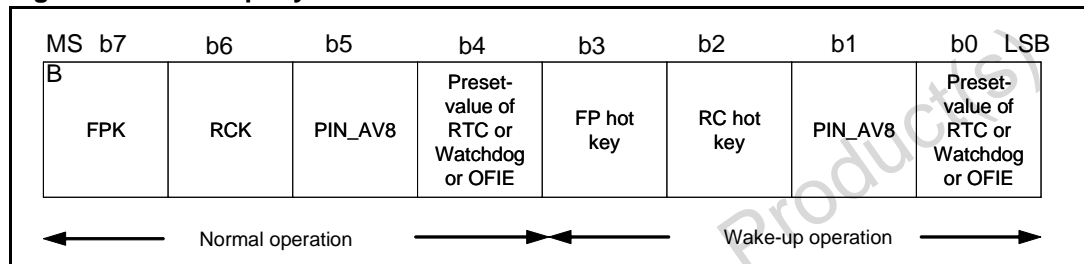 MSB b7 b6 b5 b4 b3 b2 b1 b0 LSB
FPK
RCK
PIN_AV8
Preset-
value of
RTC or
Watchdog
or OFIE
FP hot
key
RC hot
key
PIN_AV8
Preset-
value of
RTC or
Watchdog
or OFIE
Normal operation
Wake-up operation
Product(s)